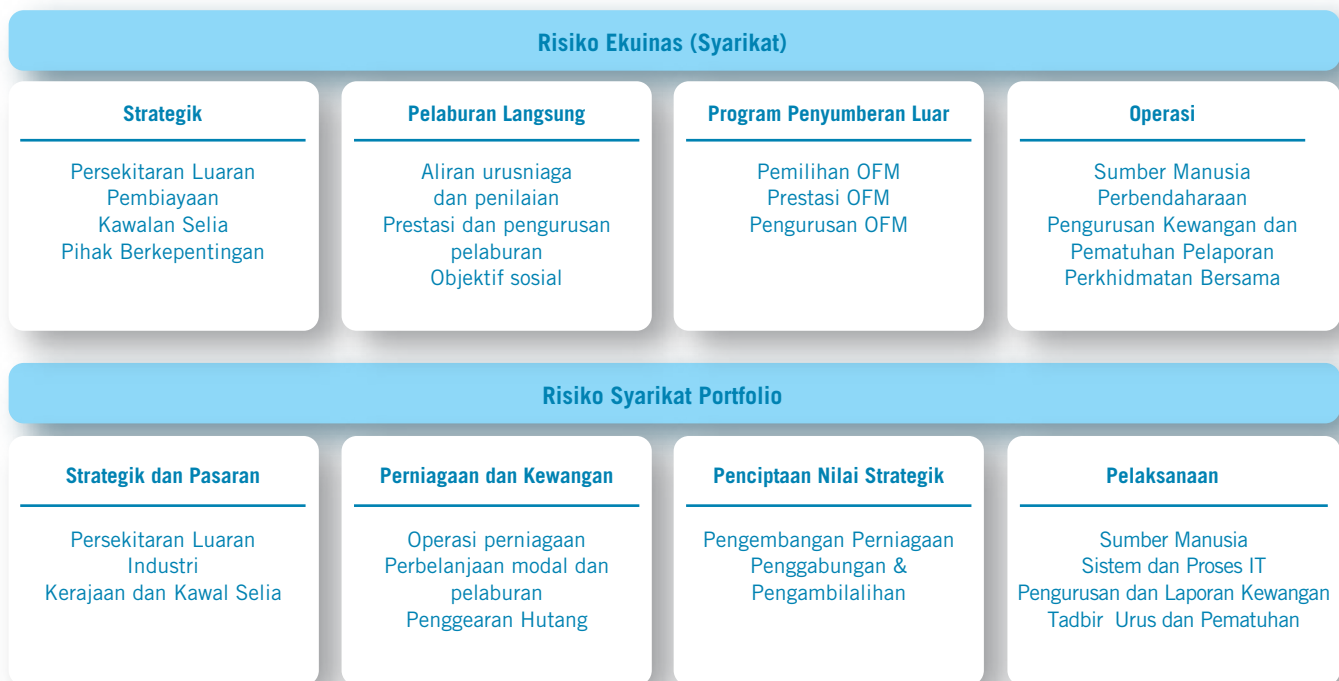 Risiko Ekuinas (Syarikat)
Strategik
Persekitaran Luaran
Pembiayaan
Kawalan Selia
Pihak Berkepentingan
Pelaburan Langsung
Aliran urusniaga
dan penilaian
Prestasi dan pengurusan
pelaburan
Objektif sosial
Program Penyumberan Luar
Pemilihan OFM
Prestasi OFM
Pengurusan OFM
Operasi
Sumber Manusia
Perbendaharaan
Pengurusan Kewangan dan
Pematuhan Pelaporan
Perkhidmatan Bersama
Risiko Syarikat Portfolio
Strategik dan Pasaran
Persekitaran Luaran
Industri
Kerajaan dan Kawal Selia
Perniagaan dan Kewangan
Operasi perniagaan
Perbelanjaan modal dan
pelaburan
Penggearan Hutang
Penciptaan Nilai Strategik
Pengembangan Perniagaan
Penggabungan &
Pengambilalihan
Pelaksanaan
Sumber Manusia
Sistem dan Proses IT
Pengurusan dan Laporan Kewangan
Tadbir Urus dan Pematuhan